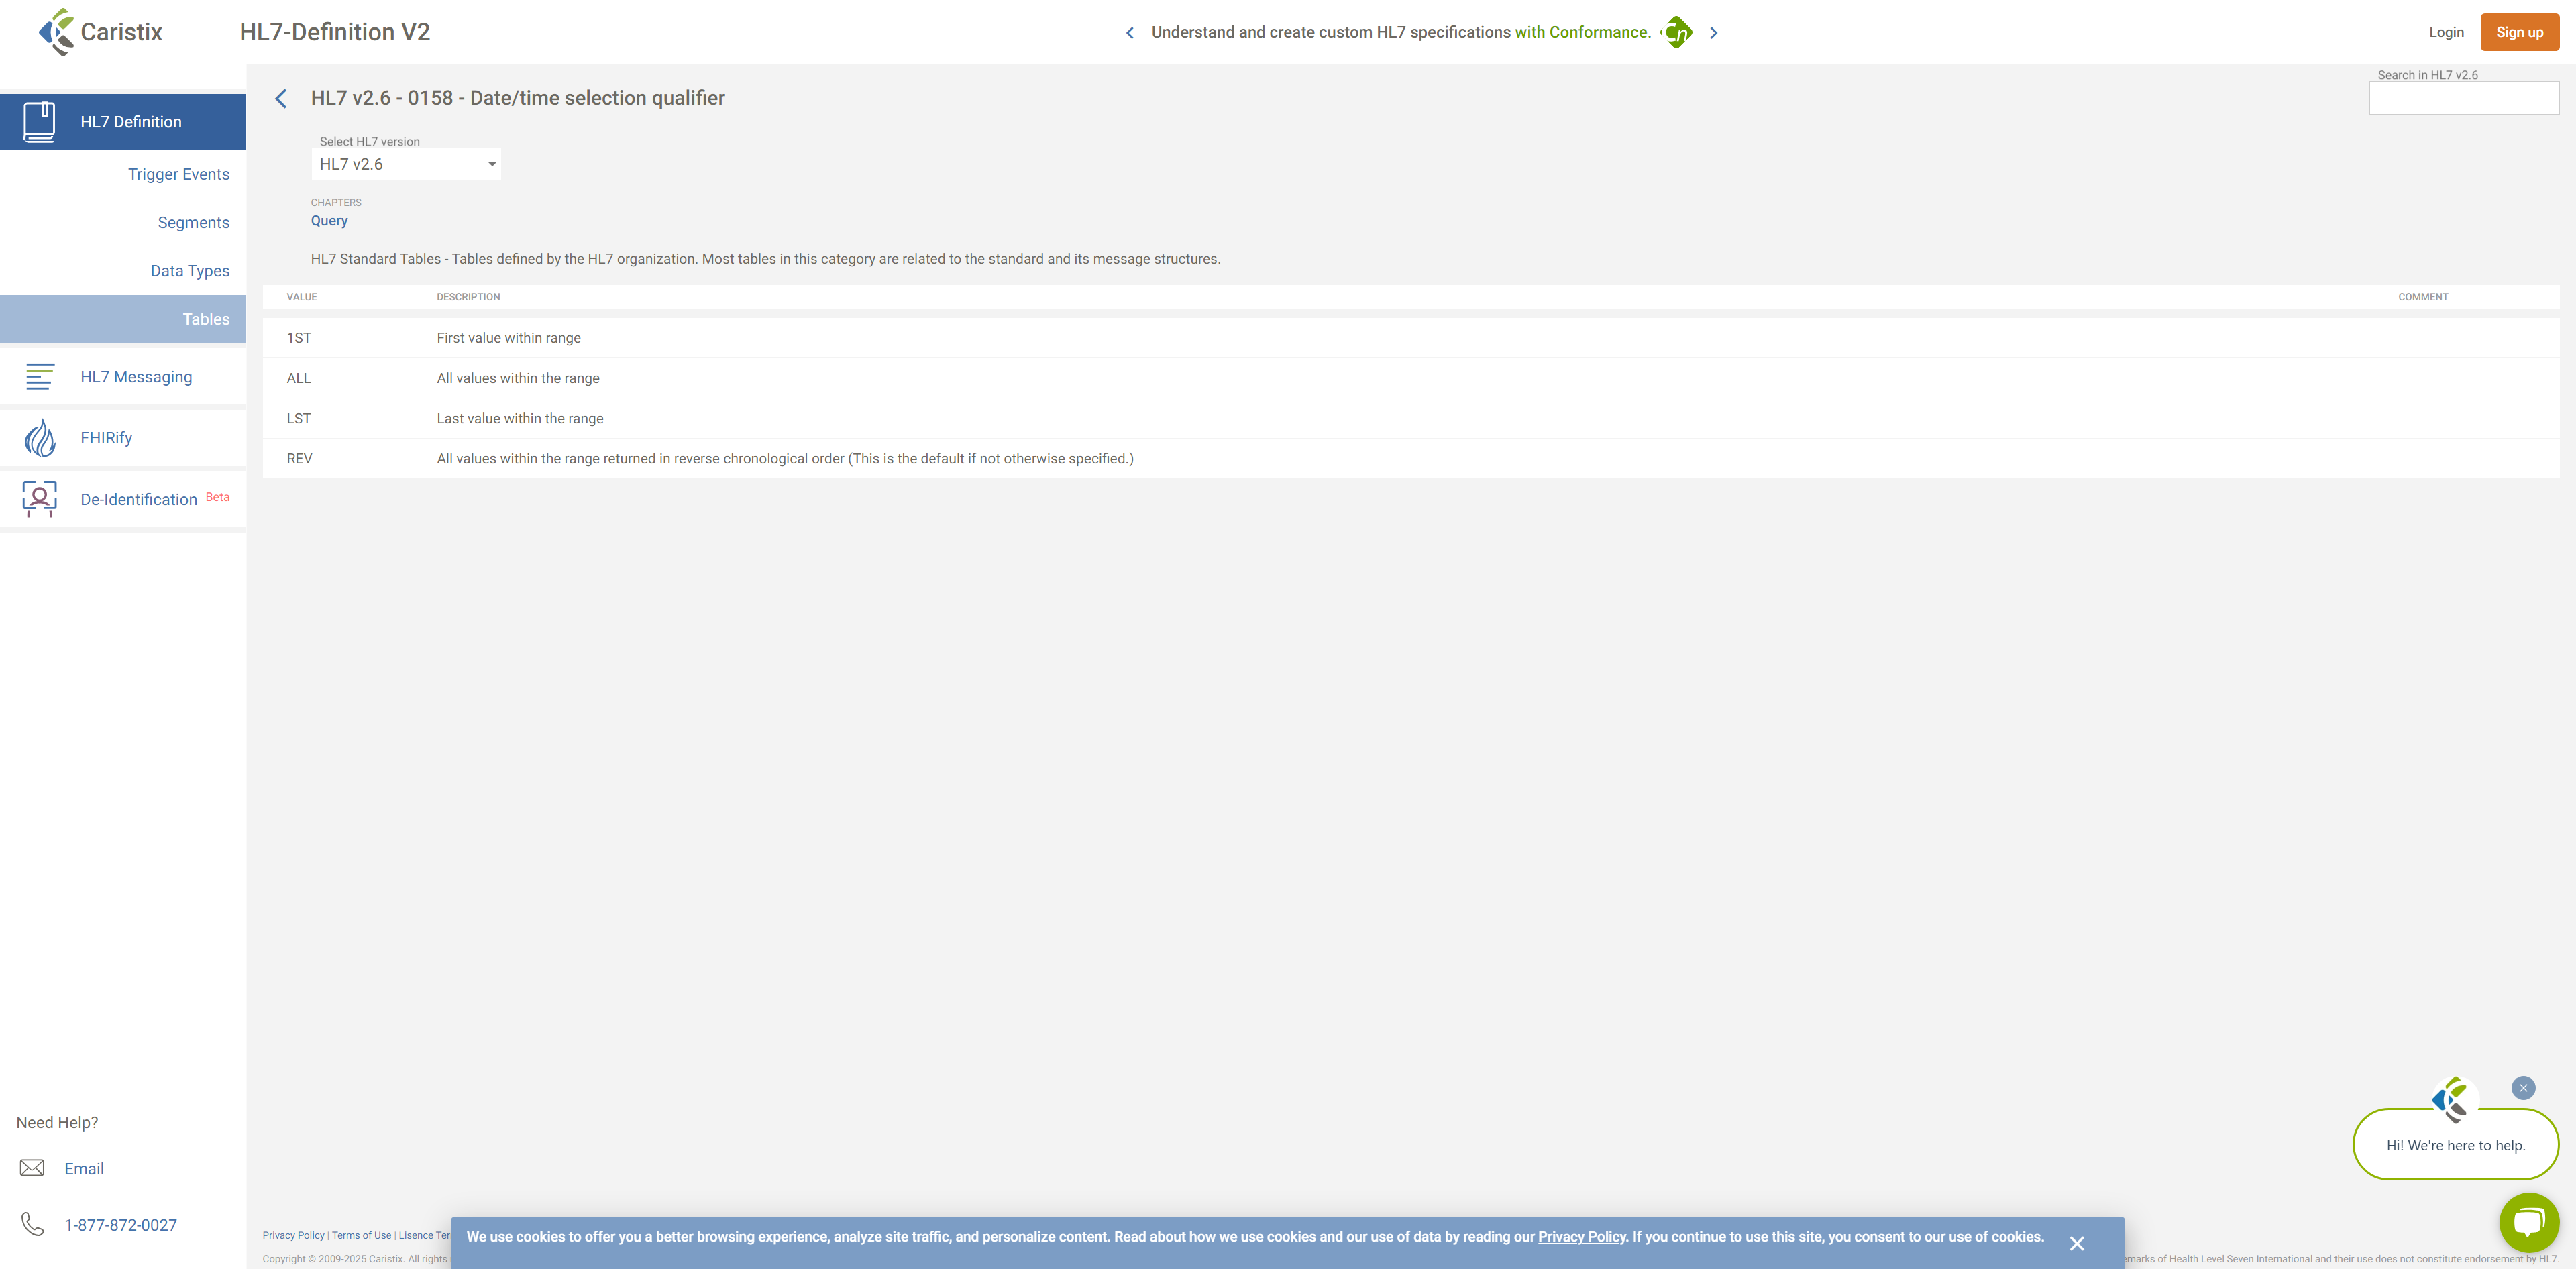 Caristix
HL7-Definition V2
Understand and create custom HL7 specifications with Conformance. Cn
Login
Sign up
HL7 Definition
Trigger Events
Segments
Data Types
Tables
HL7 Messaging
FHIRify
De-Identification Beta
Need Help?
Email
1-877-872-0027
HL7 v2.6 - 0158 - Date/time selection qualifier
Search in HL7 v2.6
Select HL7 version
HL7 v2.6
CHAPTERS
Query
HL7 Standard Tables - Tables defined by the HL7 organization. Most tables in this category are related to the standard and its message structures.
VALUE DESCRIPTION COMMENT
1ST First value within range
ALL All values within the range
LST Last value within the range
REV All values within the range returned in reverse chronological order (This is the default if not otherwise specified.)
Hi! We're here to help.
Privacy Policy | Terms of Use | Lisence Ter
We use cookies to offer you a better browsing experience, analyze site traffic, and personalize content. Read about how we use cookies and our use of data by reading our Privacy Policy. If you continue to use this site, you consent to our use of cookies.
Copyright © 2009-2025 Caristix. All rights
emarks of Health Level Seven International and their use does not constitute endorsement by HL7.